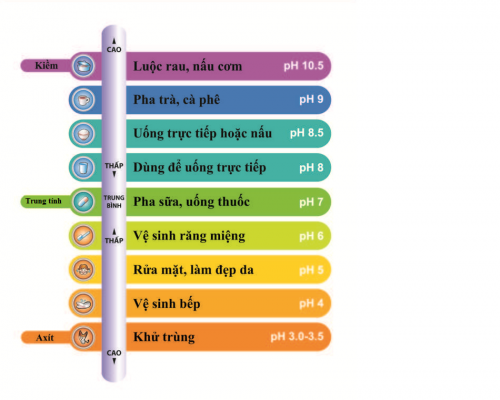 CAO
Kiềm Luộc rau, nấu cơm pH 10.5
Pha trà, cà phê pH 9
Uống trực tiếp hoặc nấu pH 8.5
THẤP Dùng để uống trực tiếp pH 8
Trung tính TRUNG BÌNH Pha sữa, uống thuốc pH 7
THẤP Vệ sinh răng miệng pH 6
Rửa mặt, làm đẹp da pH 5
Vệ sinh bếp pH 4
Axít Khử trùng pH 3.0-3.5
CAO